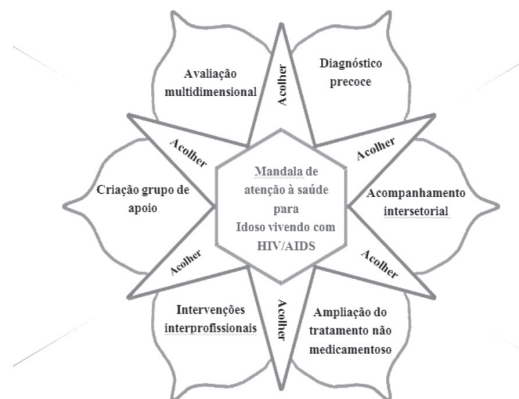 Avaliação
multidimensional
Acolher
Diagnóstico
precoce
Acolher
Acolher
Criação grupo de
apoio
Mandala de
atenção à saúde
para
Idoso vivendo com
HIV/AIDS
Acompanhamento
intersetorial
Acolher
Acolher
Intervenções
interprofissionais
Acolher
Ampliação do
tratamento não
medicamentoso